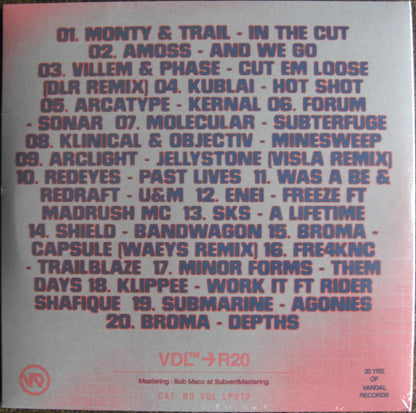 01. MONTY & TRAIL - IN THE CUT
02. AMOSS - AND WE GO
03. VILLEM & PHASE - CUT EM LOOSE
(DLR REMIX) 04. KUBLAI - HOT SHOT
05. ARCATYPE - KERNAL 06. FORUM
- SONAR 07. MOLECULAR - SUBTERFUGE
08. KLINICAL & OBJECTIV - MINESWEEP
09. ARCLIGHT - JELLYSTONE (VISLA REMIX)
10. REDEYES - PAST LIVES 11. WAS A BE &
REDRAFT - U&M 12. ENEI - FREEZE FT
MADRUSH MC 13. SKS - A LIFETIME
14. SHIELD - BANDWAGON 15. BROMA -
CAPSULE (WAEYS REMIX) 16. FRE4KNC
- TRAILBLAZE 17. MINOR FORMS - THEM
DAYS 18. KLIPPEE - WORK IT FT RIDER
SHAFIQUE 19. SUBMARINE - AGONIES
20. BROMA - DEPTHS
VDL™→R20
Mastering : Bob Macc at SubvertMastering
CAT NO VDL LP010
20 YRS
OF
VANDAL
RECORDS